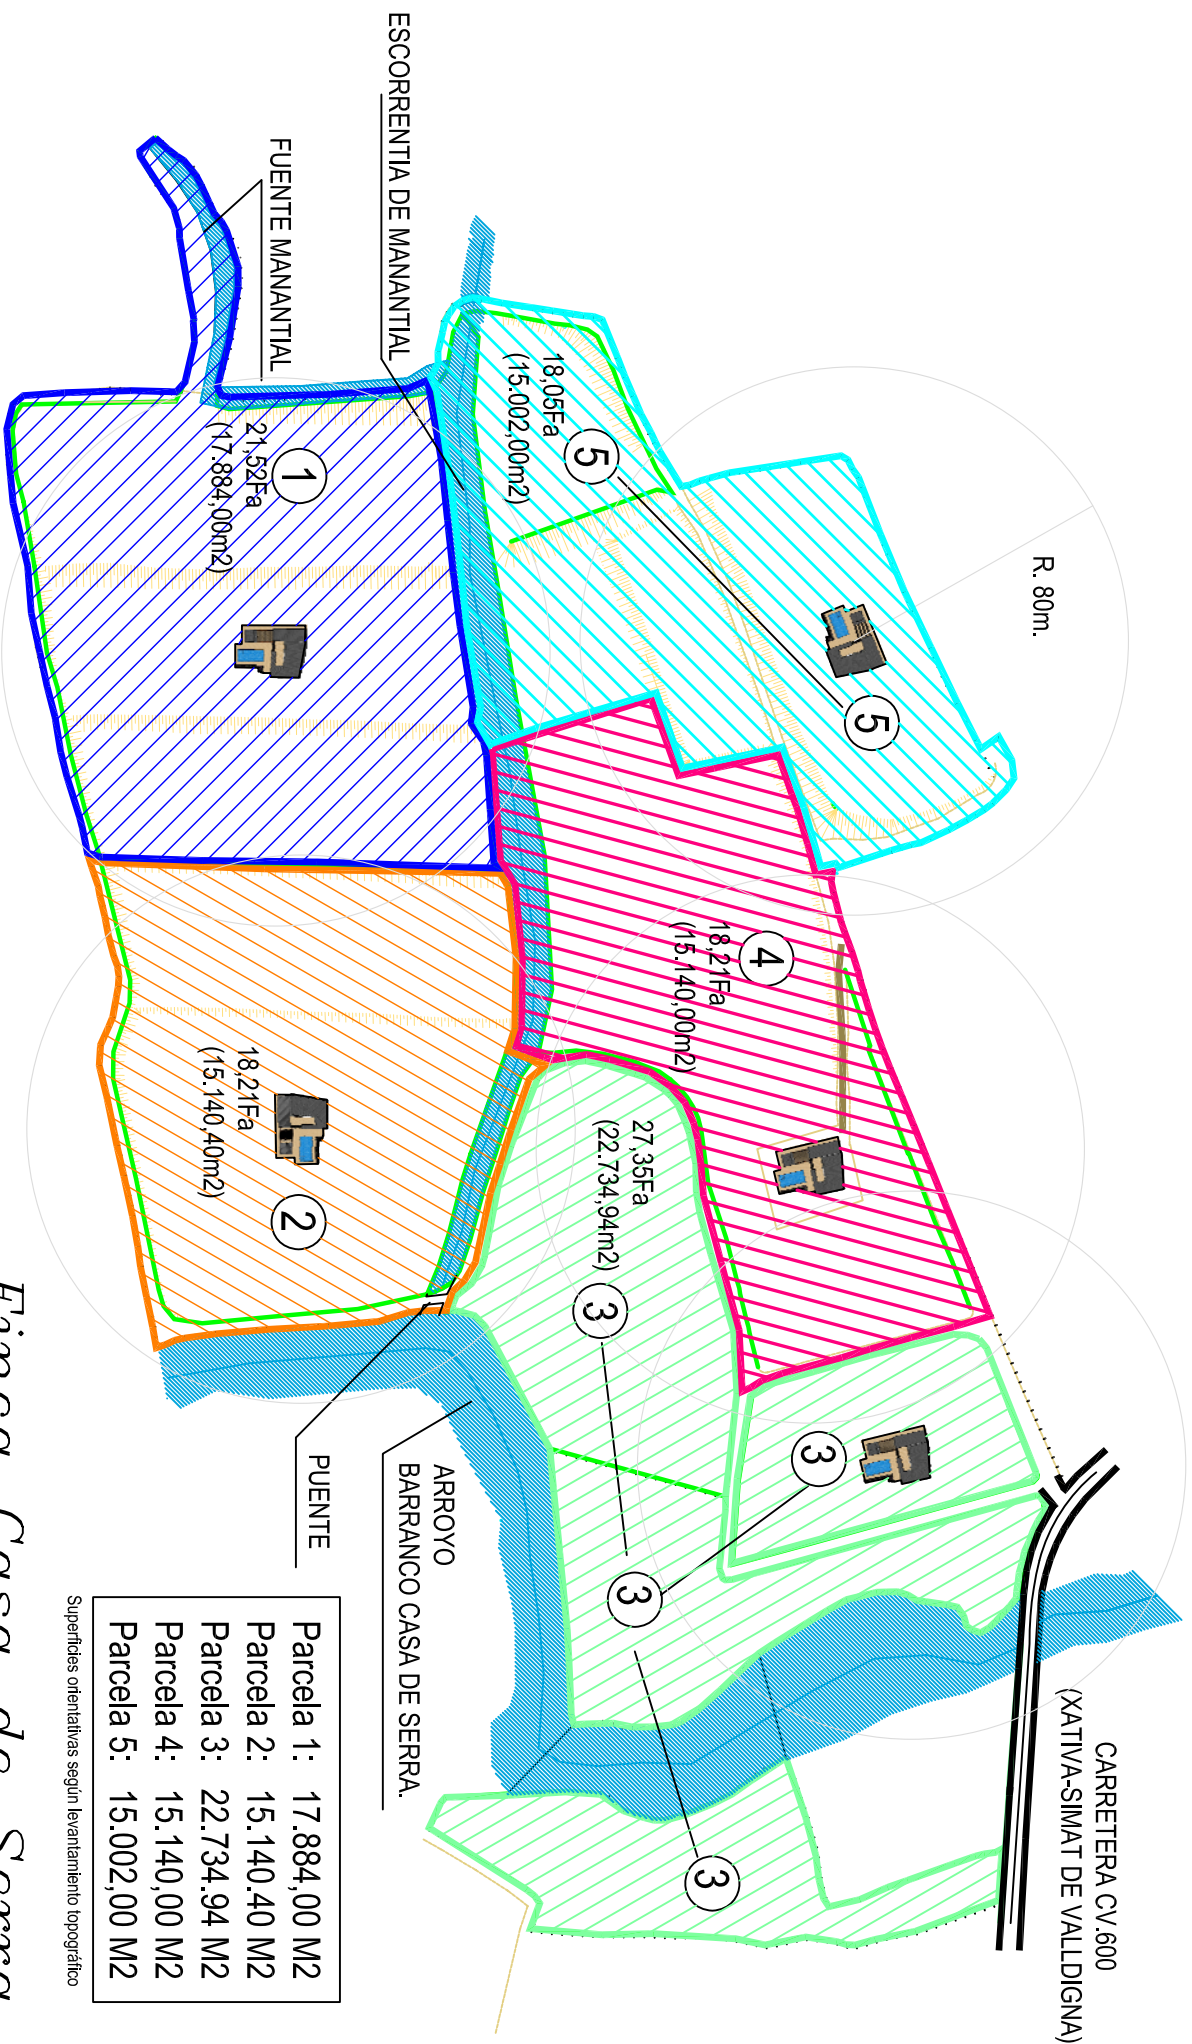 ESCORRENTIA DE MANANTIAL
FUENTE MANANTIAL
R. 80m.
18,05Fa
(15.002,00m2)
5
5
1
21,52Fa
(17.884,00m2)
4
18,21Fa
(15.140,00m2)
18,21Fa
(15.140,40m2)
2
27,35Fa
(22.734,94m2)
3
3
3
3
PUENTE
ARROYO
BARRANCO CASA DE SERRA.
CARRETERA CV.600
(XATIVA-SIMAT DE VALLDIGNA)
Parcela 1: 17.884,00 M2
Parcela 2: 15.140.40 M2
Parcela 3: 22.734.94 M2
Parcela 4: 15.140,00 M2
Parcela 5: 15.002,00 M2
Superficies orientativas según levantamiento topográfico
Finca Casa de Serra